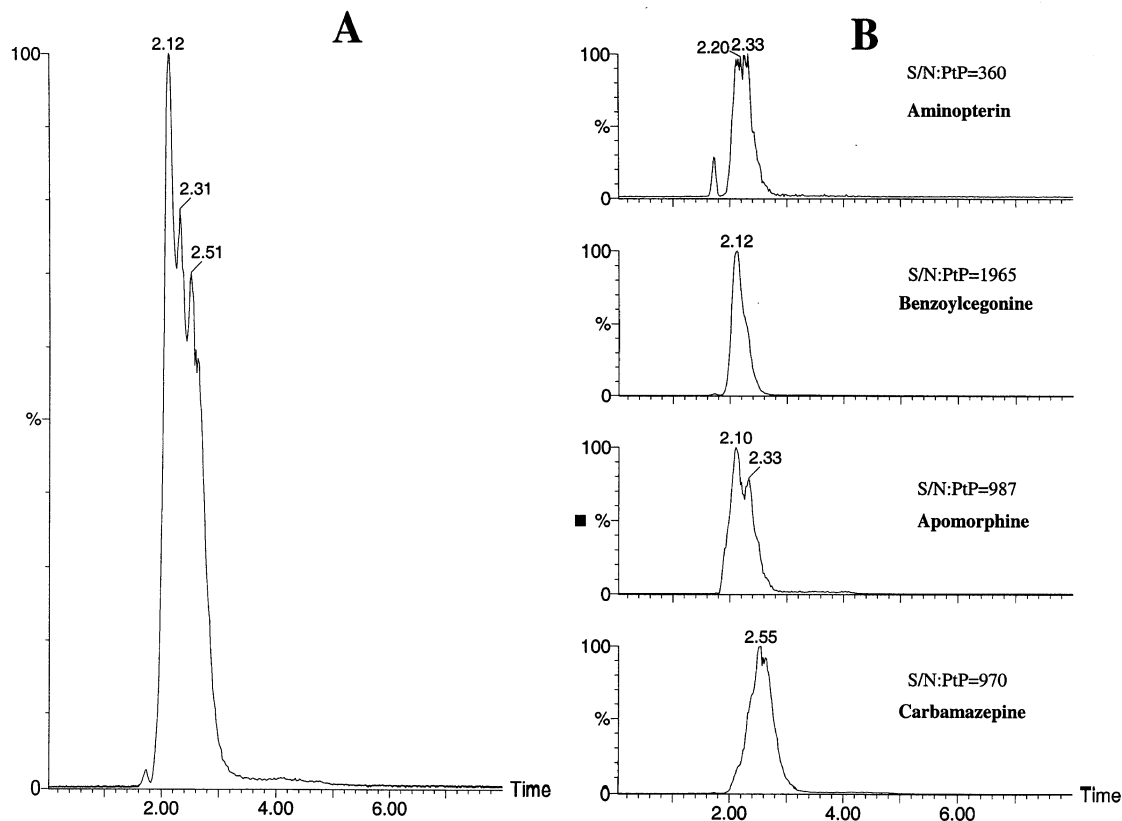 A
2.12
100
2.31
2.51
%
0
Time
2.00
4.00
6.00
B
2.20
2.33
100
S/N:PtP=360
Aminopterin
%
0
2.12
100
S/N:PtP=1965
Benzoylcegonine
%
0
2.10
100
2.33
S/N:PtP=987
Apomorphine
%
0
2.55
100
S/N:PtP=970
Carbamazepine
%
0
Time
2.00
4.00
6.00